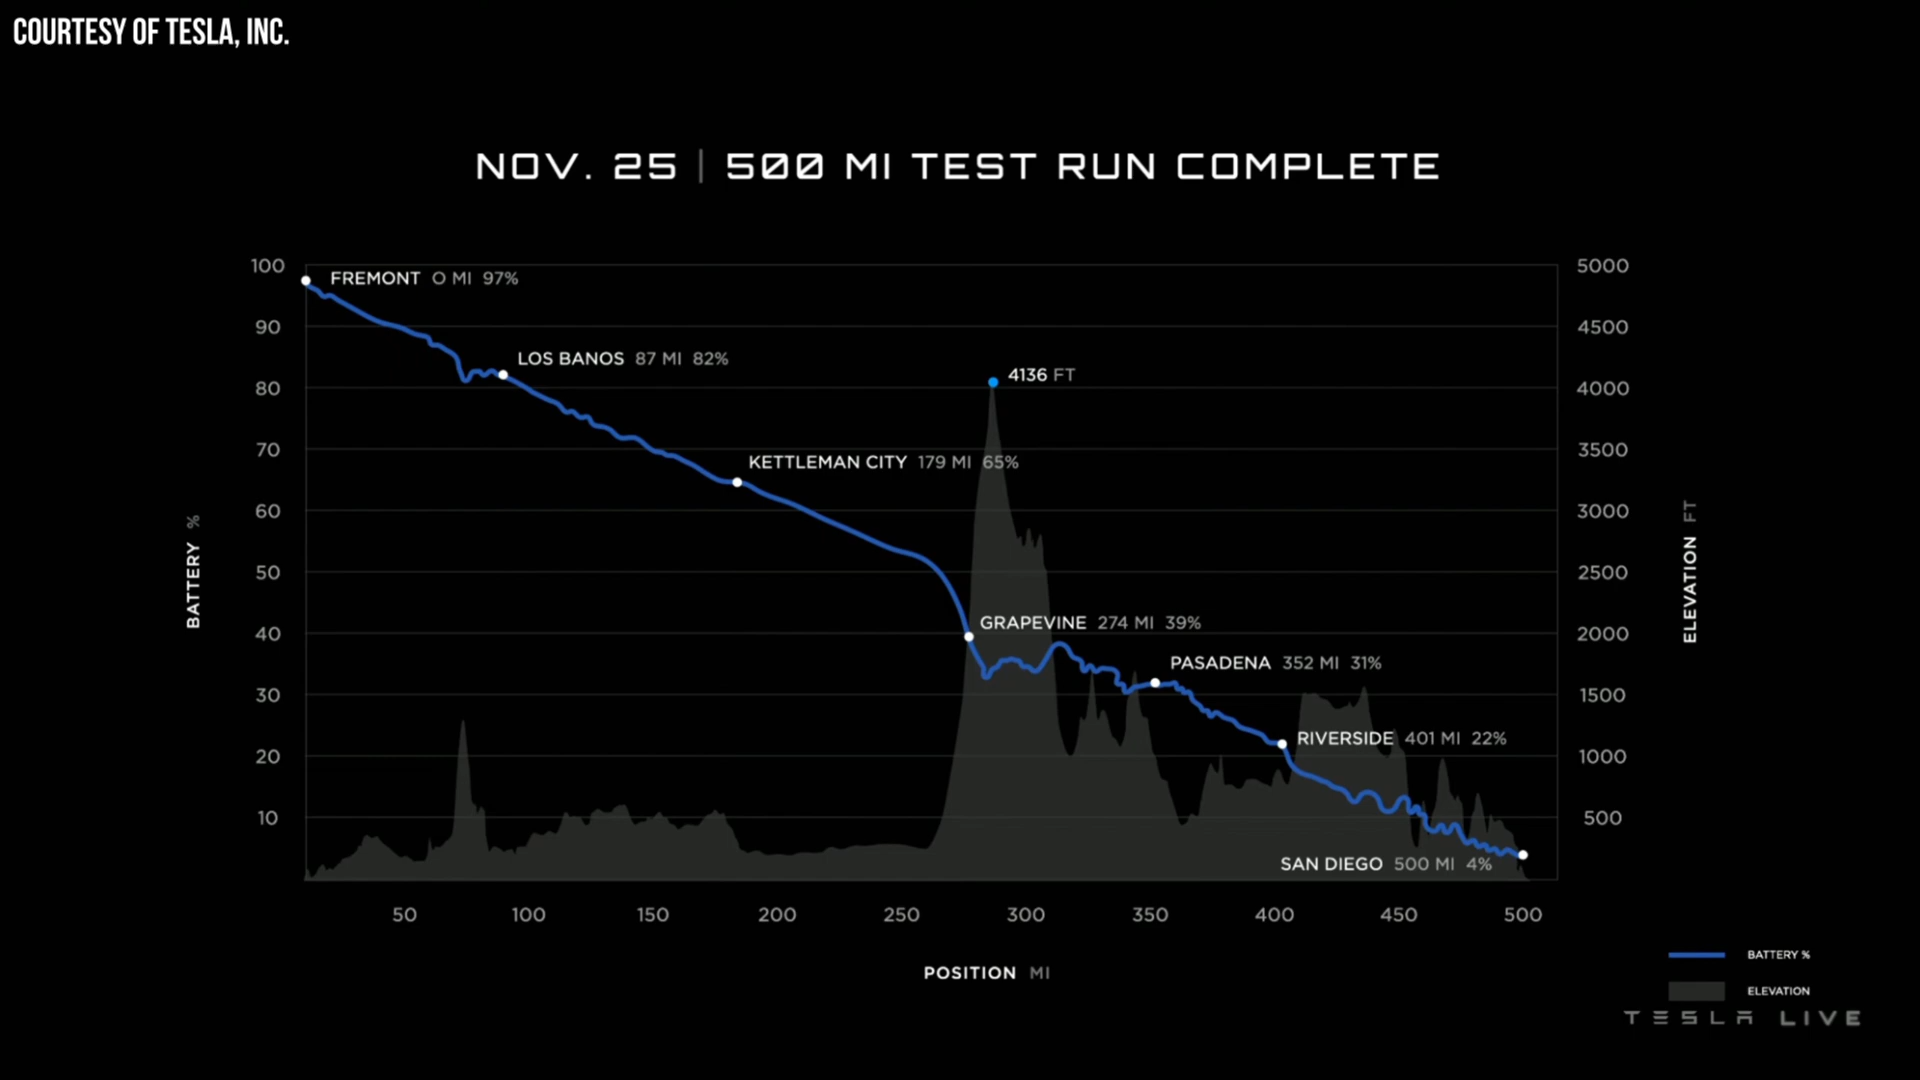 COURTESY OF TESLA, INC.
NOV. 25 | 500 MI TEST RUN COMPLETE
BATTERY %
100
90
80
70
60
50
40
30
20
10
FREMONT 0 MI 97%
LOS BANOS 87 MI 82%
4136 FT
KETTLEMAN CITY 179 MI 65%
GRAPEVINE 274 MI 39%
PASADENA 352 MI 31%
RIVERSIDE 401 MI 22%
SAN DIEGO 500 MI 4%
5000
4500
4000
3500
3000
2500
2000
1500
1000
500
ELEVATION FT
50 100 150 200 250 300 350 400 450 500
POSITION MI
BATTERY %
ELEVATION
TESLA LIVE